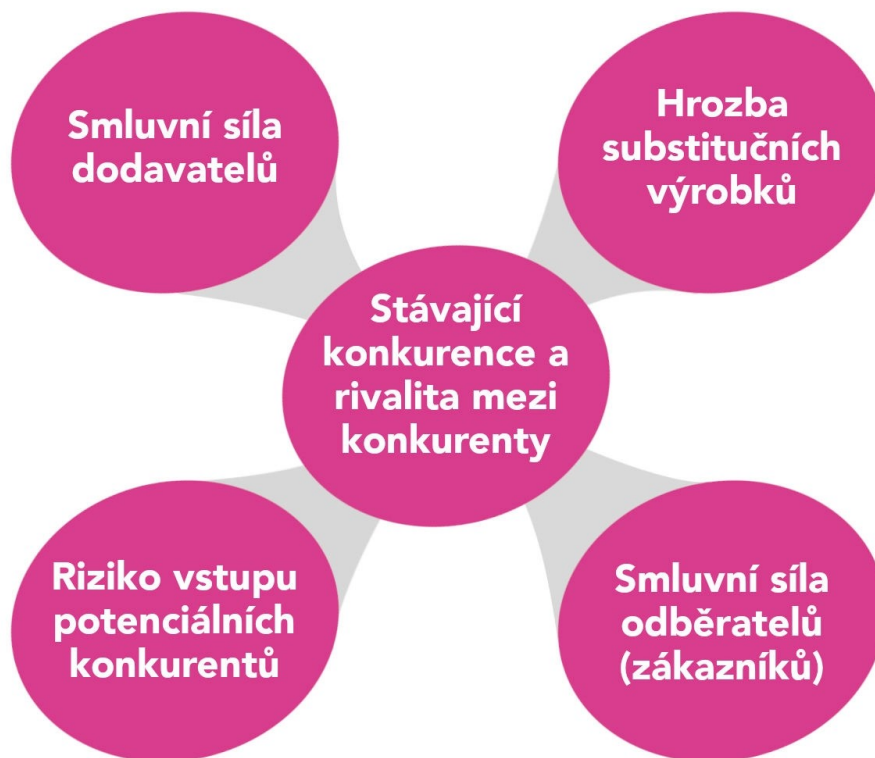 Smluvní síla
dodavatelů
Hrozba
substitučních
výrobků
Stávající
konkurence a
rivalita mezi
konkurenty
Riziko vstupu
potenciálních
konkurentů
Smluvní síla
odběratelů
(zákazníků)